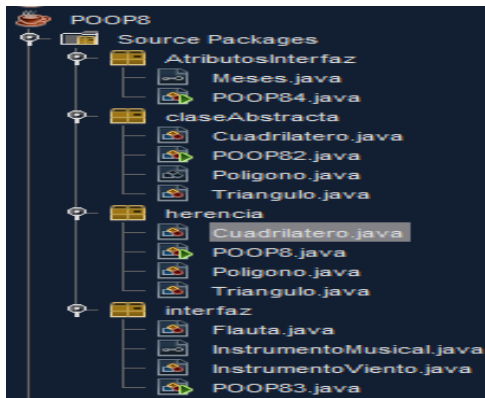 POOP8
Source Packages
AtributosInterfaz
Meses.java
POOP84.java
claseAbstracta
Cuadrilatero.java
POOP82.java
Poligono.java
Triangulo.java
herencia
Cuadrilatero.java
POOP8.java
Poligono.java
Triangulo.java
interfaz
Flauta.java
InstrumentoMusical.java
InstrumentoViento.java
POOP83.java